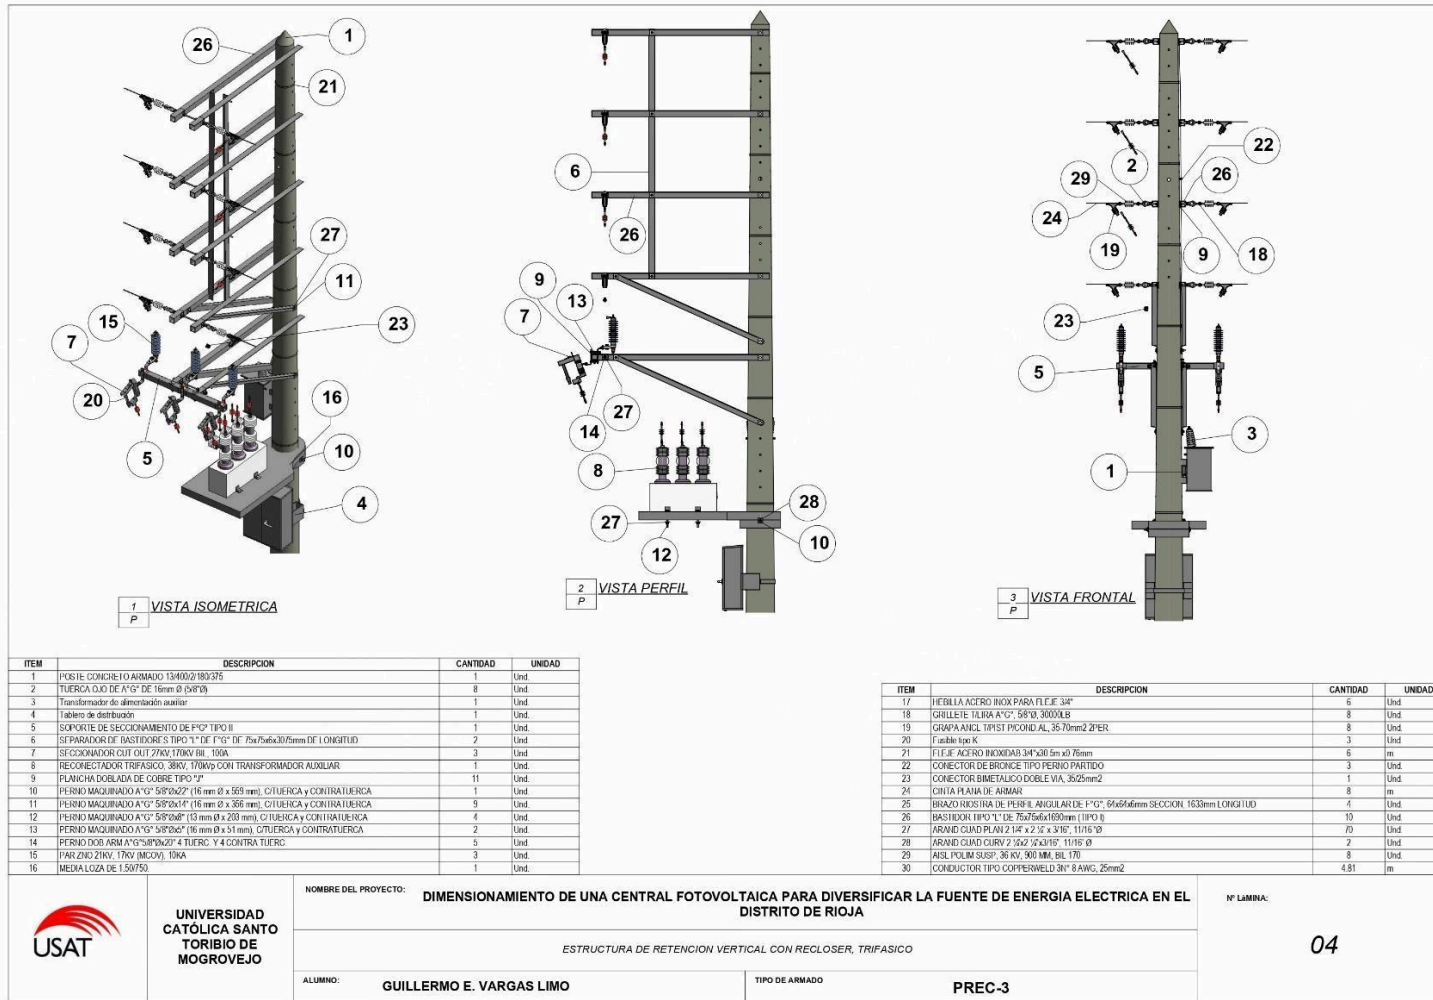 26
1
21
27
11
15
23
7
20
16
5
10
4
1
P
VISTA ISOMETRICA
6
26
9
13
7
14
27
8
28
27
12
10
2
P
VISTA PERFIL
22
2
29
26
24
19
9
18
23
5
3
1
3
P
VISTA FRONTAL
ITEM DESCRIPCION CANTIDAD UNIDAD
1 POSTE CONCRETO ARMADO 13/400/2/180/375 1 Und.
2 TUERCA OJO DE A°G° DE 16mm Ø (5/8"Ø) 8 Und.
3 Transformador de alimentación auxiliar 1 Und.
4 Tablero de distribución 1 Und.
5 SOPORTE DE SECCIONAMIENTO DE F°G° TIPO II 1 Und.
6 SEPARADOR DE BASTIDORES TIPO "L" DE F°G° DE 75x75x6x3075mm DE LONGITUD 2 Und.
7 SECCIONADOR CUT OUT,27KV,170KV BIL, 100A 3 Und.
8 RECONECTADOR TRIFASICO, 38KV, 170kVp CON TRANSFORMADOR AUXILIAR 1 Und.
9 PLANCHA DOBLADA DE COBRE TIPO "J" 11 Und.
10 PERNO MAQUINADO A°G° 5/8"Øx22" (16 mm Ø x 559 mm), C/TUERCA y CONTRATUERCA 1 Und.
11 PERNO MAQUINADO A°G° 5/8"Øx14" (16 mm Ø x 356 mm), C/TUERCA y CONTRATUERCA 9 Und.
12 PERNO MAQUINADO A°G° 5/8"Øx8" (13 mm Ø x 203 mm), C/TUERCA y CONTRATUERCA 4 Und.
13 PERNO MAQUINADO A°G° 5/8"Øx5" (16 mm Ø x 51 mm), C/TUERCA y CONTRATUERCA 2 Und.
14 PERNO DOB ARM A°G°5/8"Øx20" 4 TUERC. Y 4 CONTRA TUERC 5 Und.
15 PAR ZNO 21KV, 17KV (MCOV), 10KA 3 Und.
16 MEDIA LOZA DE 1.50/750. 1 Und.
ITEM DESCRIPCION CANTIDAD UNIDAD
17 HEBILLA ACERO INOX PARA FLEJE 3/4" 6 Und.
18 GRILLETE T/LIRA A°G°, 5/8"Ø, 30000LB 8 Und.
19 GRAPA ANCL T/PIST P/COND. AL, 35-70mm2 2PER 8 Und.
20 Fusible tipo K 3 Und.
21 FLEJE ACERO INOXIDAB 3/4"x30.5m x0.76mm 6 m
22 CONECTOR DE BRONCE TIPO PERNO PARTIDO 3 Und.
23 CONECTOR BIMETALICO DOBLE VIA, 35/25mm2 1 Und.
24 CINTA PLANA DE ARMAR 8 m
25 BRAZO RIOSTRA DE PERFIL ANGULAR DE F°G°, 64x64x6mm SECCION, 1633mm LONGITUD 4 Und.
26 BASTIDOR TIPO "L" DE 75x75x6x1690mm (TIPO I) 10 Und.
27 ARAND CUAD PLAN 2 1/4" x 2 ½" x 3/16", 11/16 "Ø 70 Und.
28 ARAND CUAD CURV 2 ¼"x2 ¼"x3/16", 11/16" Ø 2 Und.
29 AISL POLIM SUSP, 36 KV, 900 MM, BIL 170 8 Und.
30 CONDUCTOR TIPO COPPERWELD 3N° 8 AWG, 25mm2 4.81 m
USAT
UNIVERSIDAD
CATÓLICA SANTO
TORIBIO DE
MOGROVEJO
NOMBRE DEL PROYECTO:
DIMENSIONAMIENTO DE UNA CENTRAL FOTOVOLTAICA PARA DIVERSIFICAR LA FUENTE DE ENERGIA ELECTRICA EN EL
DISTRITO DE RIOJA
ESTRUCTURA DE RETENCION VERTICAL CON RECLOSER, TRIFASICO
ALUMNO:
GUILLERMO E. VARGAS LIMO
TIPO DE ARMADO
PREC-3
N° LáMINA:
04